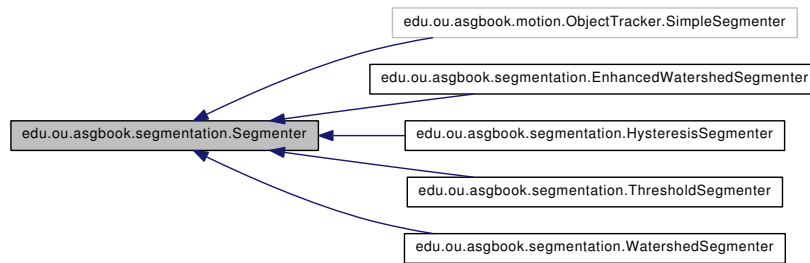 edu.ou.asgbook.motion.ObjectTracker.SimpleSegmenter
edu.ou.asgbook.segmentation.EnhancedWatershedSegmenter
edu.ou.asgbook.segmentation.Segmenter
edu.ou.asgbook.segmentation.HysteresisSegmenter
edu.ou.asgbook.segmentation.ThresholdSegmenter
edu.ou.asgbook.segmentation.WatershedSegmenter